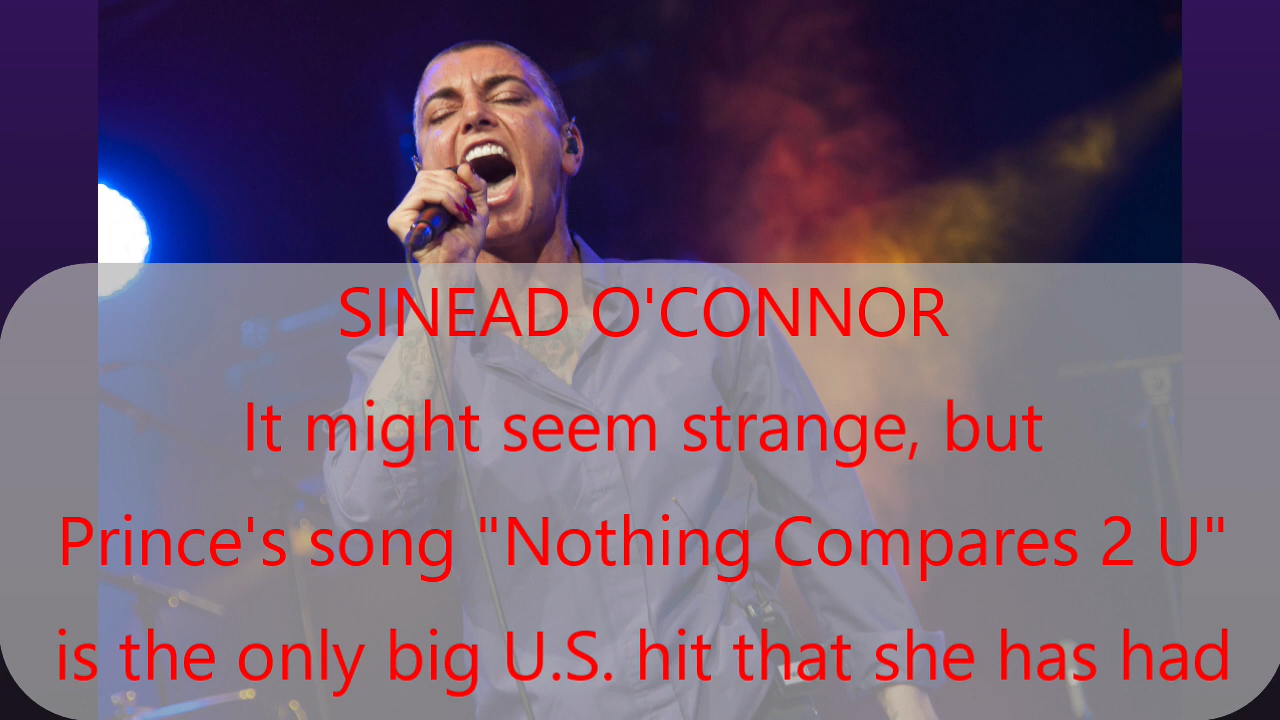 SINEAD O'CONNOR
It might seem strange, but
Prince's song "Nothing Compares 2 U"
is the only big U.S. hit that she has had